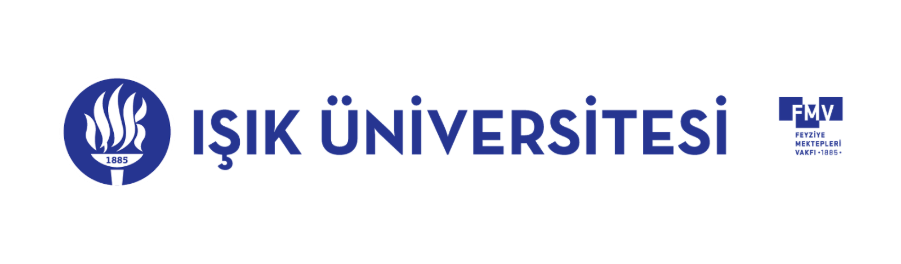 1885
IŞIK ÜNİVERSİTESİ
FMV
FEYZİYE
MEKTEPLERİ
VAKFI •1885•